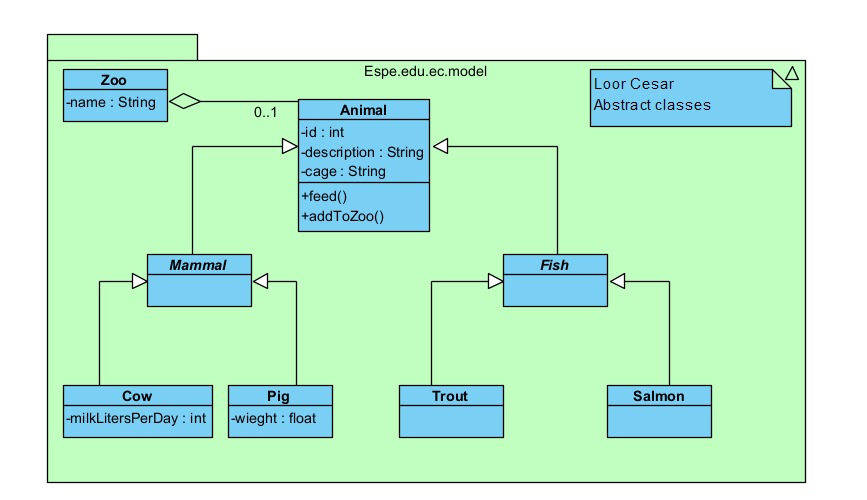 Espe.edu.ec.model
Zoo
-name : String
0..1
Animal
-id : int
-description : String
-cage : String
+feed()
+addToZoo()
Loor Cesar
Abstract classes
Mammal
Fish
Cow
-milkLitersPerDay : int
Pig
-wieght : float
Trout
Salmon